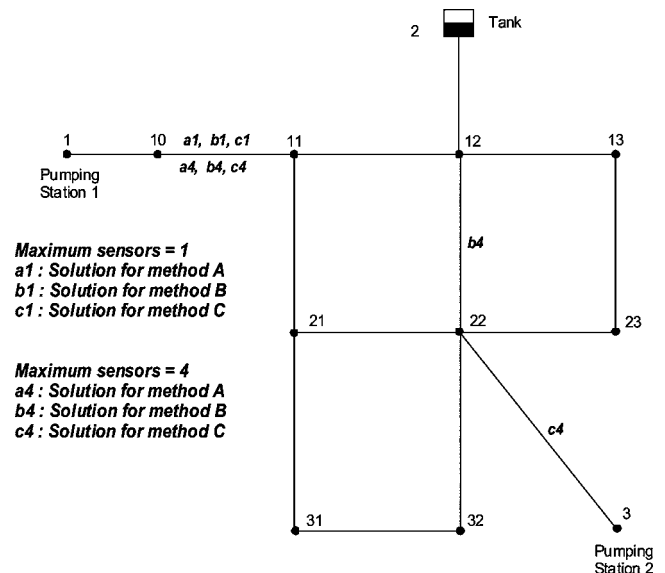 2
Tank
1
10
a1, b1, c1
11
12
13
a4, b4, c4
Pumping
Station 1
b4
Maximum sensors = 1
a1 : Solution for method A
b1 : Solution for method B
c1 : Solution for method C
21
22
23
Maximum sensors = 4
a4 : Solution for method A
b4 : Solution for method B
c4 : Solution for method C
c4
31
32
3
Pumping
Station 2